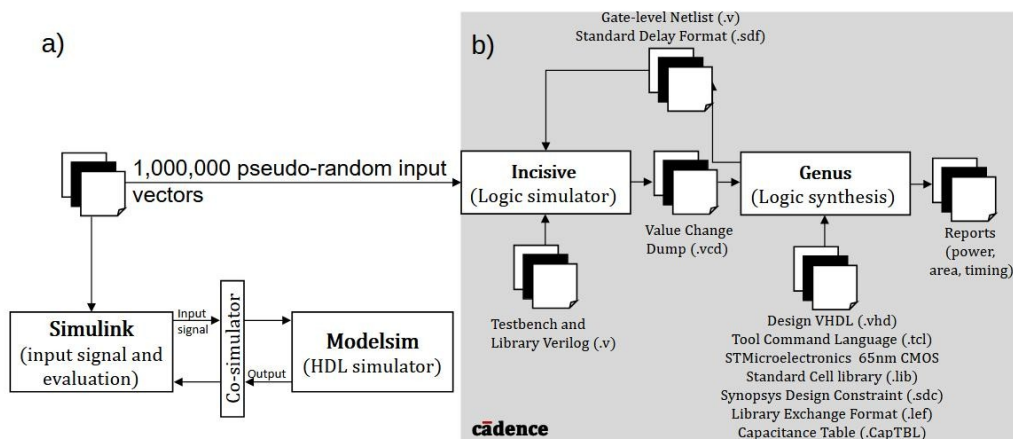 a)
1,000,000 pseudo-random input
vectors
Simulink
(input signal and
evaluation)
Input
signal
Output
Co-simulator
Modelsim
(HDL simulator)
b)
Gate-level Netlist (.v)
Standard Delay Format (.sdf)
Incisive
(Logic simulator)
Value Change
Dump (.vcd)
Genus
(Logic synthesis)
Reports
(power,
area, timing)
Testbench and
Library Verilog (.v)
Design VHDL (.vhd)
Tool Command Language (.tcl)
STMicroelectronics 65nm CMOS
Standard Cell library (.lib)
Synopsys Design Constraint (.sdc)
Library Exchange Format (.lef)
Capacitance Table (.CapTBL)
cādence